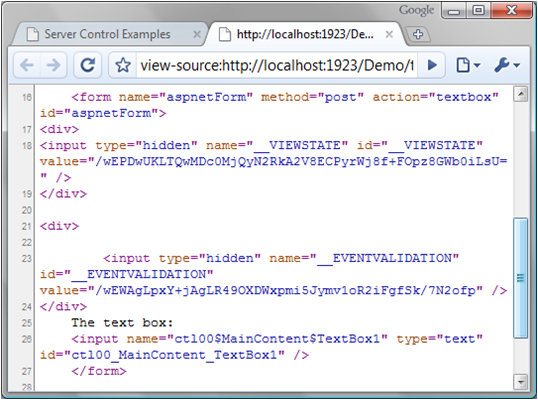 Google
Server Control Examples
http://localhost:1923/De...
view-source:http://localhost:1923/Demo/t
16 <form name="aspnetForm" method="post" action="textbox"
id="aspnetForm">
17 <div>
18 <input type="hidden" name="__VIEWSTATE" id="__VIEWSTATE"
value="/wEPDwUKLTQwMDc0MjQyN2RkA2V8ECPyrWj8f+FOpz8GWb0iLsU=
" />
19 </div>
20
21 <div>
22
23 <input type="hidden" name="__EVENTVALIDATION"
id="__EVENTVALIDATION"
value="/wEWAgLpxY+jAgLR49OXDWxpmi5Jymv1oR2iFgfSk/7N2ofp" />
24 </div>
25 The text box:
26 <input name="ctl00$MainContent$TextBox1" type="text"
id="ctl00_MainContent_TextBox1" />
27 </form>
28